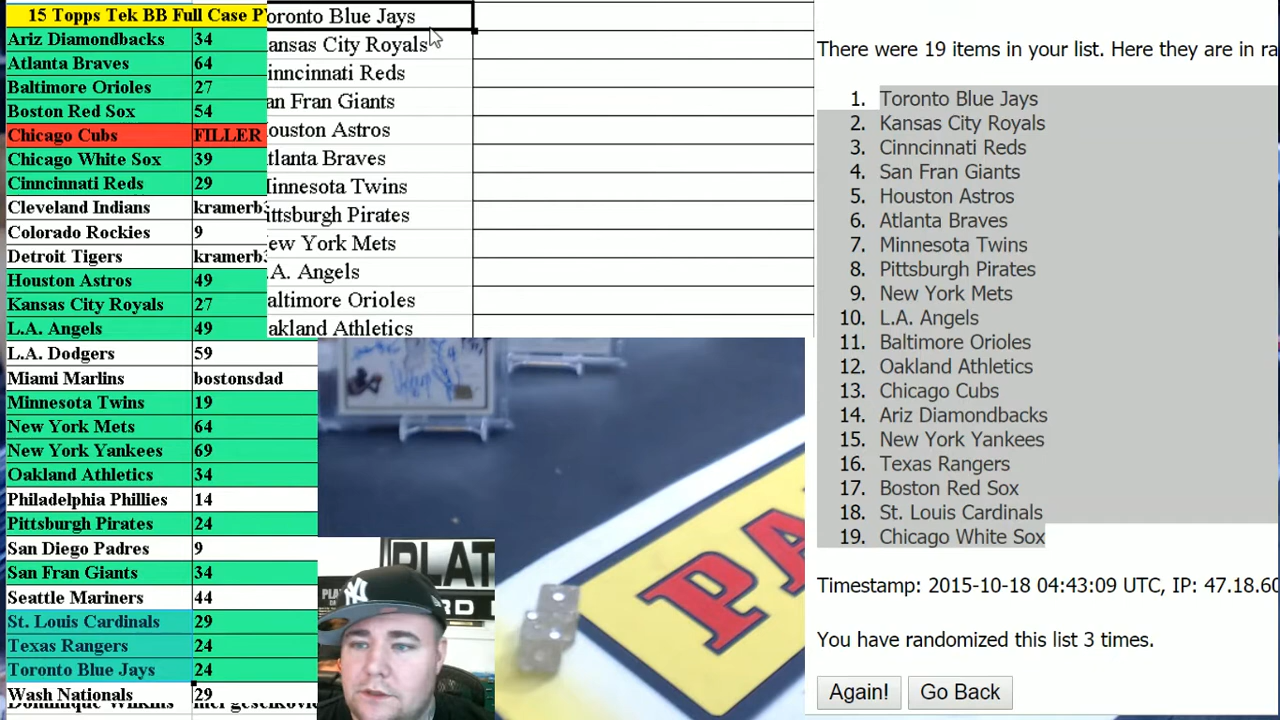 15 Topps Tek BB Full Case P
Ariz Diamondbacks 34
Atlanta Braves 64
Baltimore Orioles 27
Boston Red Sox 54
Chicago Cubs FILLER
Chicago White Sox 39
Cinncinnati Reds 29
Cleveland Indians kramerb
Colorado Rockies 9
Detroit Tigers kramerb
Houston Astros 49
Kansas City Royals 27
L.A. Angels 49
L.A. Dodgers 59
Miami Marlins bostonsdad
Minnesota Twins 19
New York Mets 64
New York Yankees 69
Oakland Athletics 34
Philadelphia Phillies 14
Pittsburgh Pirates 24
San Diego Padres 9
San Fran Giants 34
Seattle Mariners 44
St. Louis Cardinals 29
Texas Rangers 24
Toronto Blue Jays 24
Wash Nationals 29
oronto Blue Jays
ansas City Royals
inncinnati Reds
an Fran Giants
ouston Astros
tlanta Braves
innesota Twins
ittsburgh Pirates
ew York Mets
.A. Angels
altimore Orioles
akland Athletics
PLAT
RD
PA
There were 19 items in your list. Here they are in ra
1. Toronto Blue Jays
2. Kansas City Royals
3. Cinncinnati Reds
4. San Fran Giants
5. Houston Astros
6. Atlanta Braves
7. Minnesota Twins
8. Pittsburgh Pirates
9. New York Mets
10. L.A. Angels
11. Baltimore Orioles
12. Oakland Athletics
13. Chicago Cubs
14. Ariz Diamondbacks
15. New York Yankees
16. Texas Rangers
17. Boston Red Sox
18. St. Louis Cardinals
19. Chicago White Sox
Timestamp: 2015-10-18 04:43:09 UTC, IP: 47.18.60
You have randomized this list 3 times.
Again! Go Back